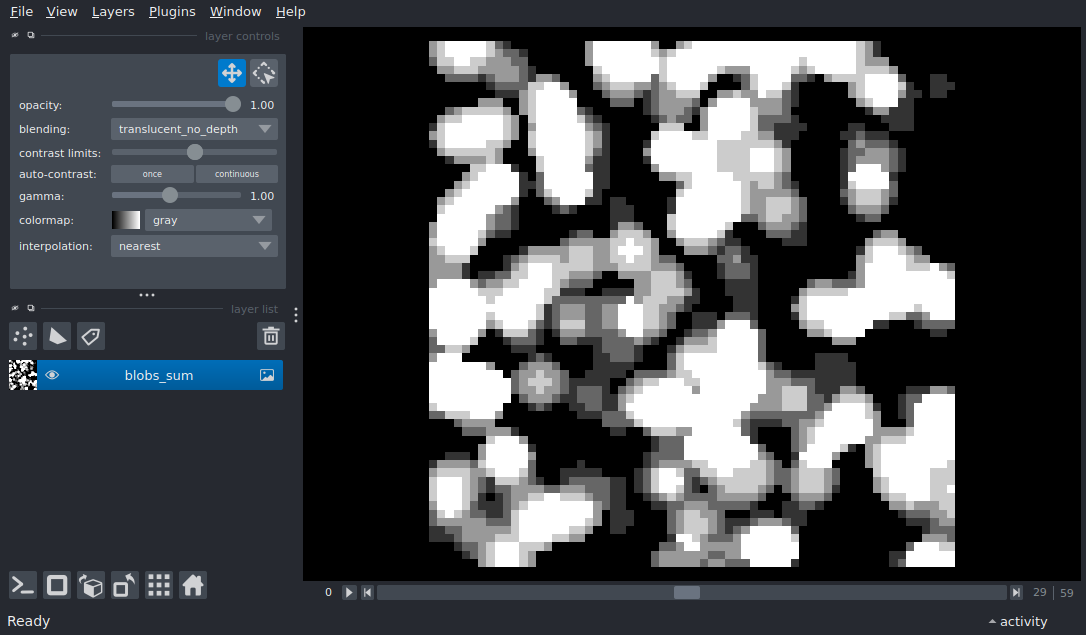 File View Layers Plugins Window Help
layer controls
opacity: 1.00
blending: translucent_no_depth
contrast limits:
auto-contrast: once continuous
gamma: 1.00
colormap: gray
interpolation: nearest
layer list
blobs_sum
0 29 59
Ready activity